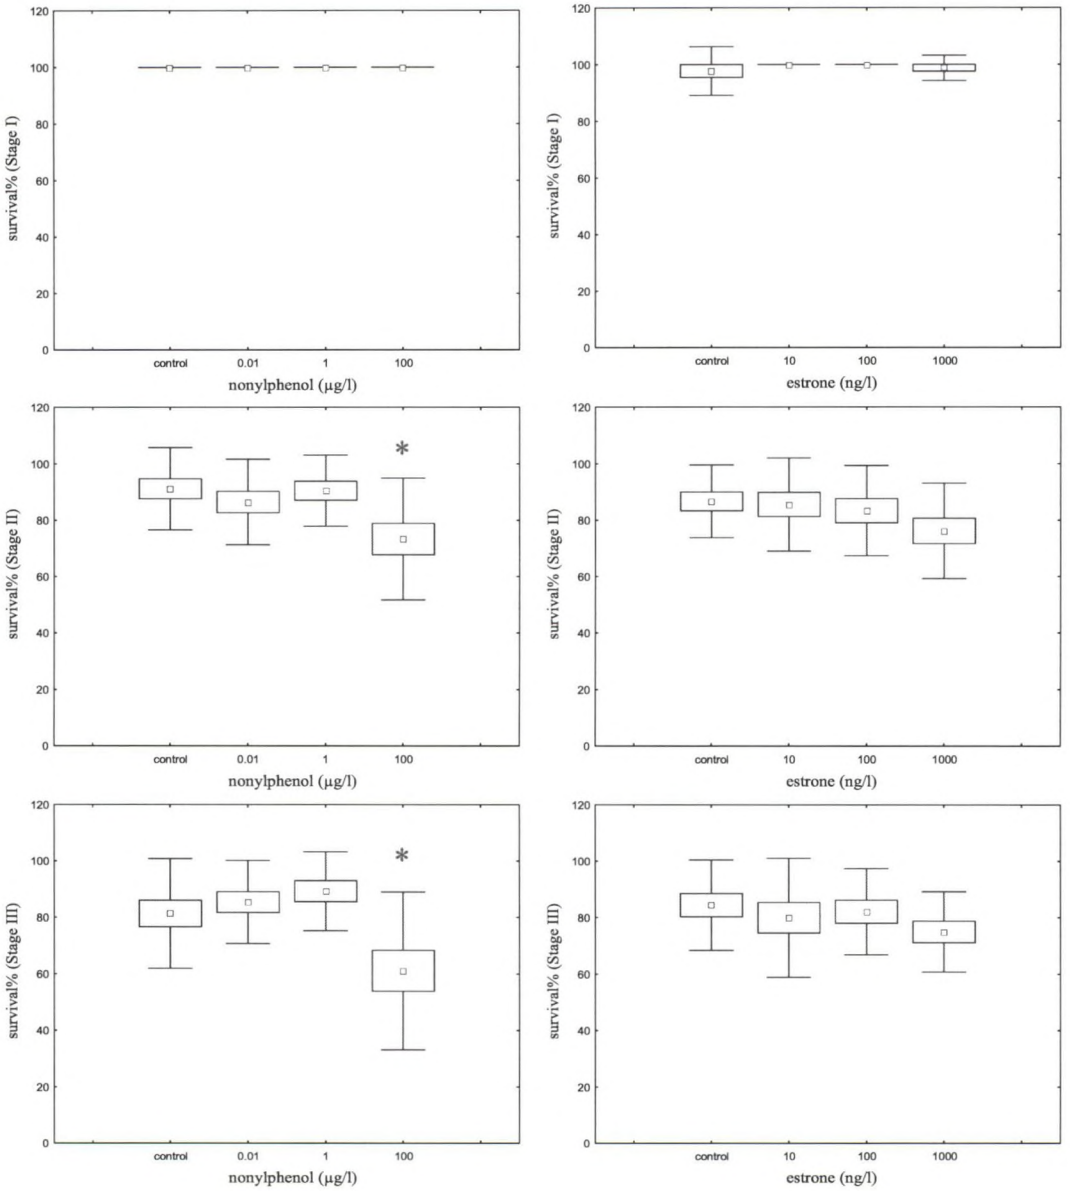 120
100
80
60
40
20
0
survival% (Stage I)
control 0.01 1 100
nonylphenol (µg/l)
120
100
80
60
40
20
0
survival% (Stage I)
control 10 100 1000
estrone (ng/l)
120
100
80
60
40
20
0
survival% (Stage II)
*
control 0.01 1 100
nonylphenol (µg/l)
120
100
80
60
40
20
0
survival% (Stage II)
control 10 100 1000
estrone (ng/l)
120
100
80
60
40
20
0
survival% (Stage III)
*
control 0.01 1 100
nonylphenol (µg/l)
120
100
80
60
40
20
0
survival% (Stage III)
control 10 100 1000
estrone (ng/l)